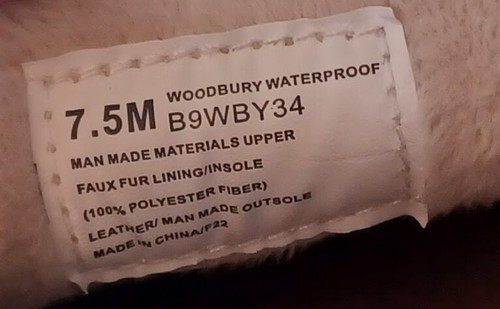 WOODBURY WATERPROOF
7.5M B9WBY34
MAN MADE MATERIALS UPPER
FAUX FUR LINING/INSOLE
(100% POLYESTER FIBER)
LEATHER/ MAN MADE OUTSOLE
MADE IN CHINA/F22